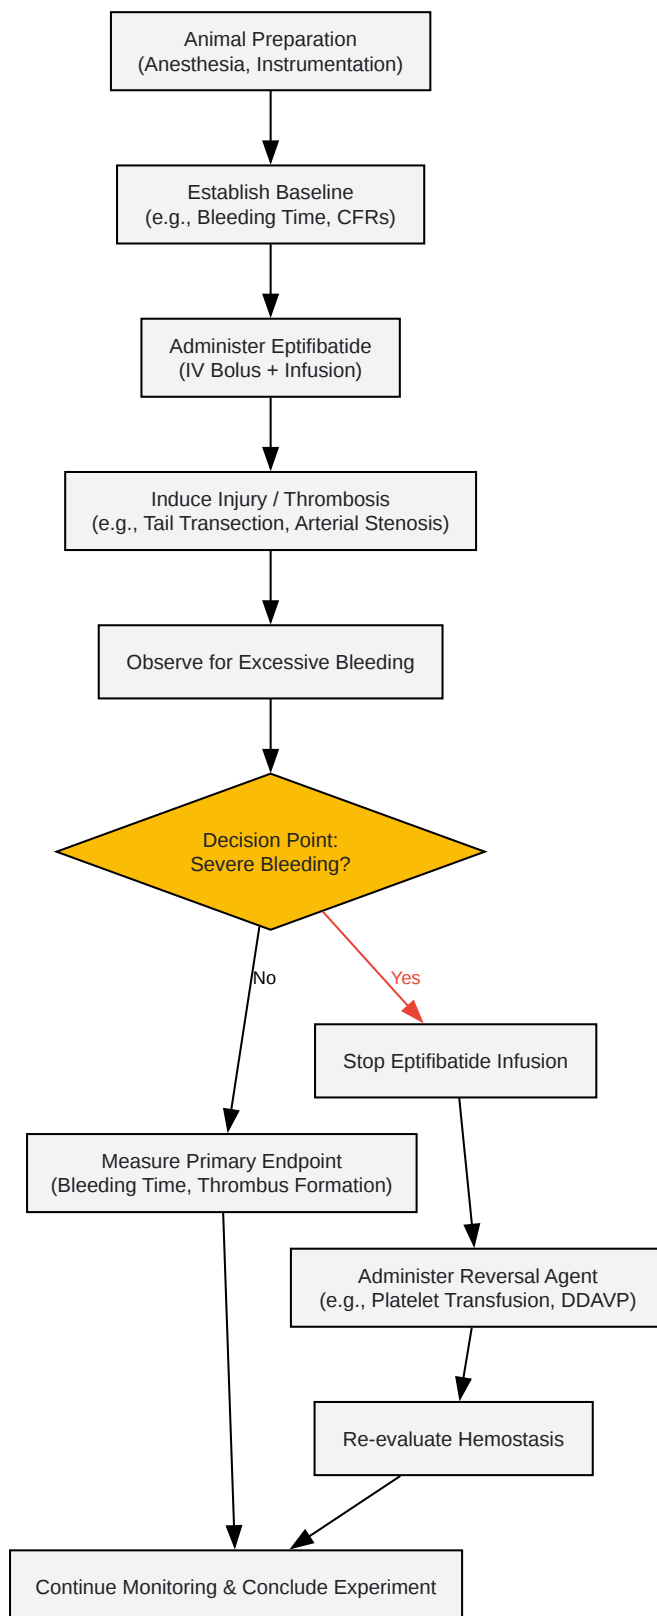 Animal Preparation
(Anesthesia, Instrumentation)
Establish Baseline
(e.g., Bleeding Time, CFRs)
Administer Eptifibatide
(IV Bolus + Infusion)
Induce Injury / Thrombosis
(e.g., Tail Transection, Arterial Stenosis)
Observe for Excessive Bleeding
Decision Point:
Severe Bleeding?
No
Yes
Stop Eptifibatide Infusion
Measure Primary Endpoint
(Bleeding Time, Thrombus Formation)
Administer Reversal Agent
(e.g., Platelet Transfusion, DDAVP)
Re-evaluate Hemostasis
Continue Monitoring & Conclude Experiment